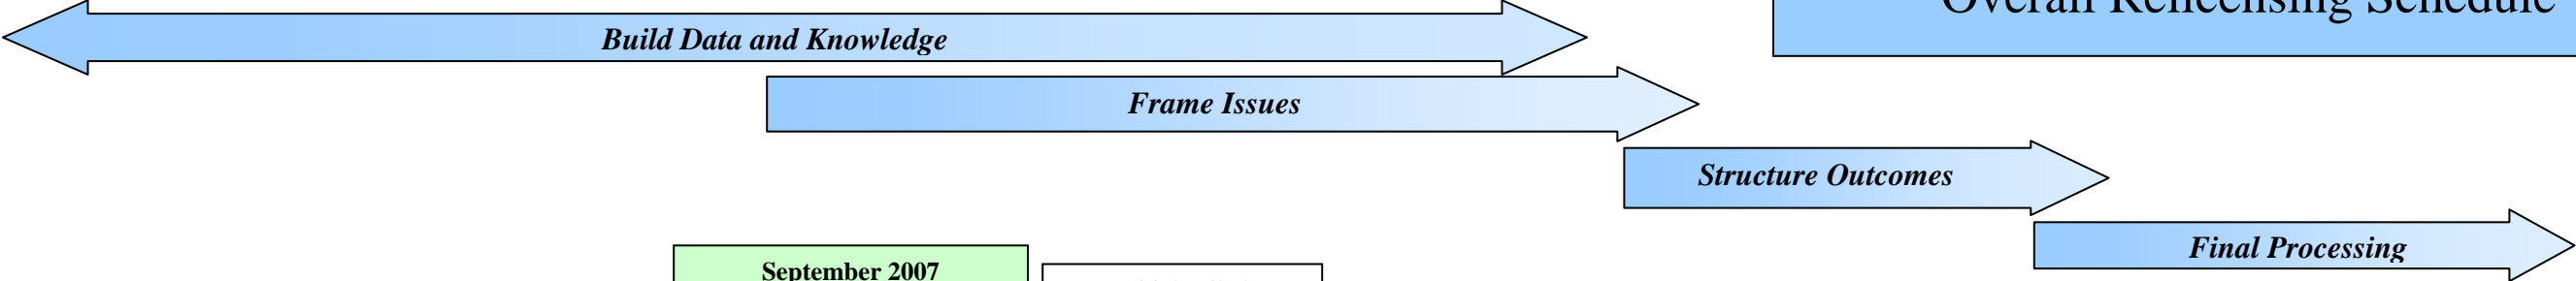 Overall Relicensing Schedule
Build Data and Knowledge
Frame Issues
Structure Outcomes
Final Processing
September 2007